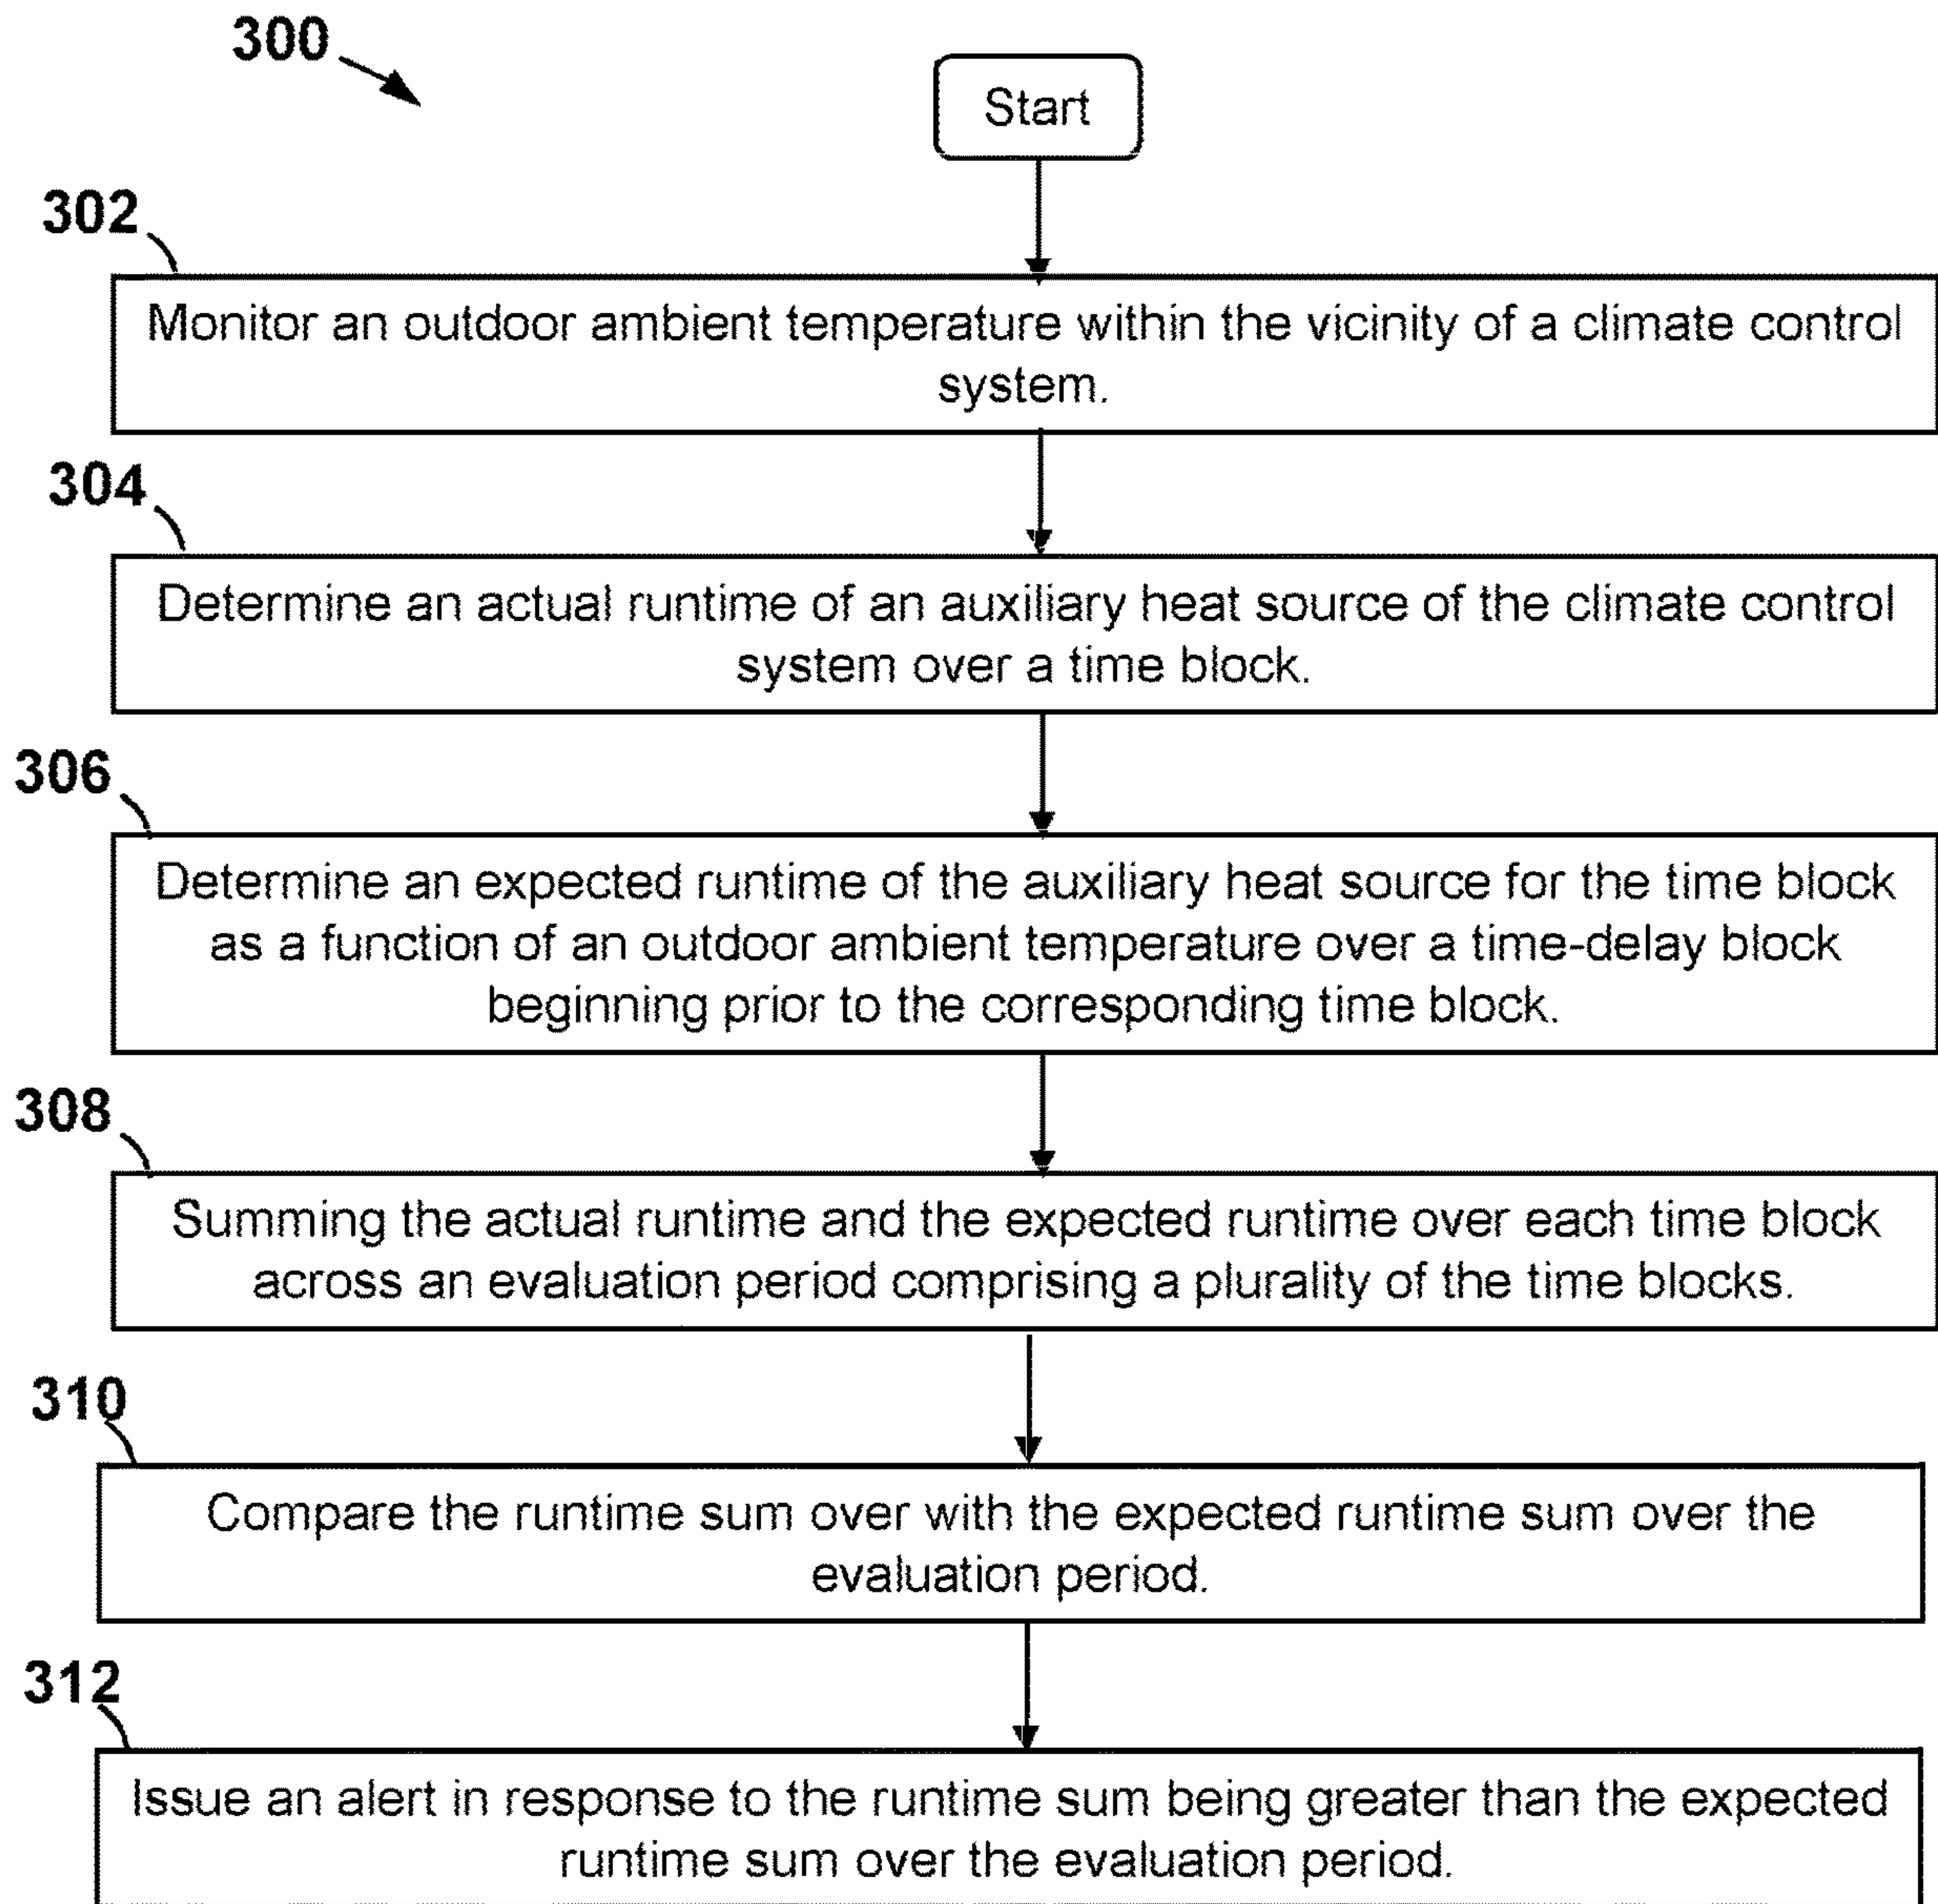 300
Start
302
Monitor an outdoor ambient temperature within the vicinity of a climate control
system.
304
Determine an actual runtime of an auxiliary heat source of the climate control
system over a time block.
306
Determine an expected runtime of the auxiliary heat source for the time block
as a function of an outdoor ambient temperature over a time-delay block
beginning prior to the corresponding time block.
308
Summing the actual runtime and the expected runtime over each time block
across an evaluation period comprising a plurality of the time blocks.
310
Compare the runtime sum over with the expected runtime sum over the
evaluation period.
312
Issue an alert in response to the runtime sum being greater than the expected
runtime sum over the evaluation period.